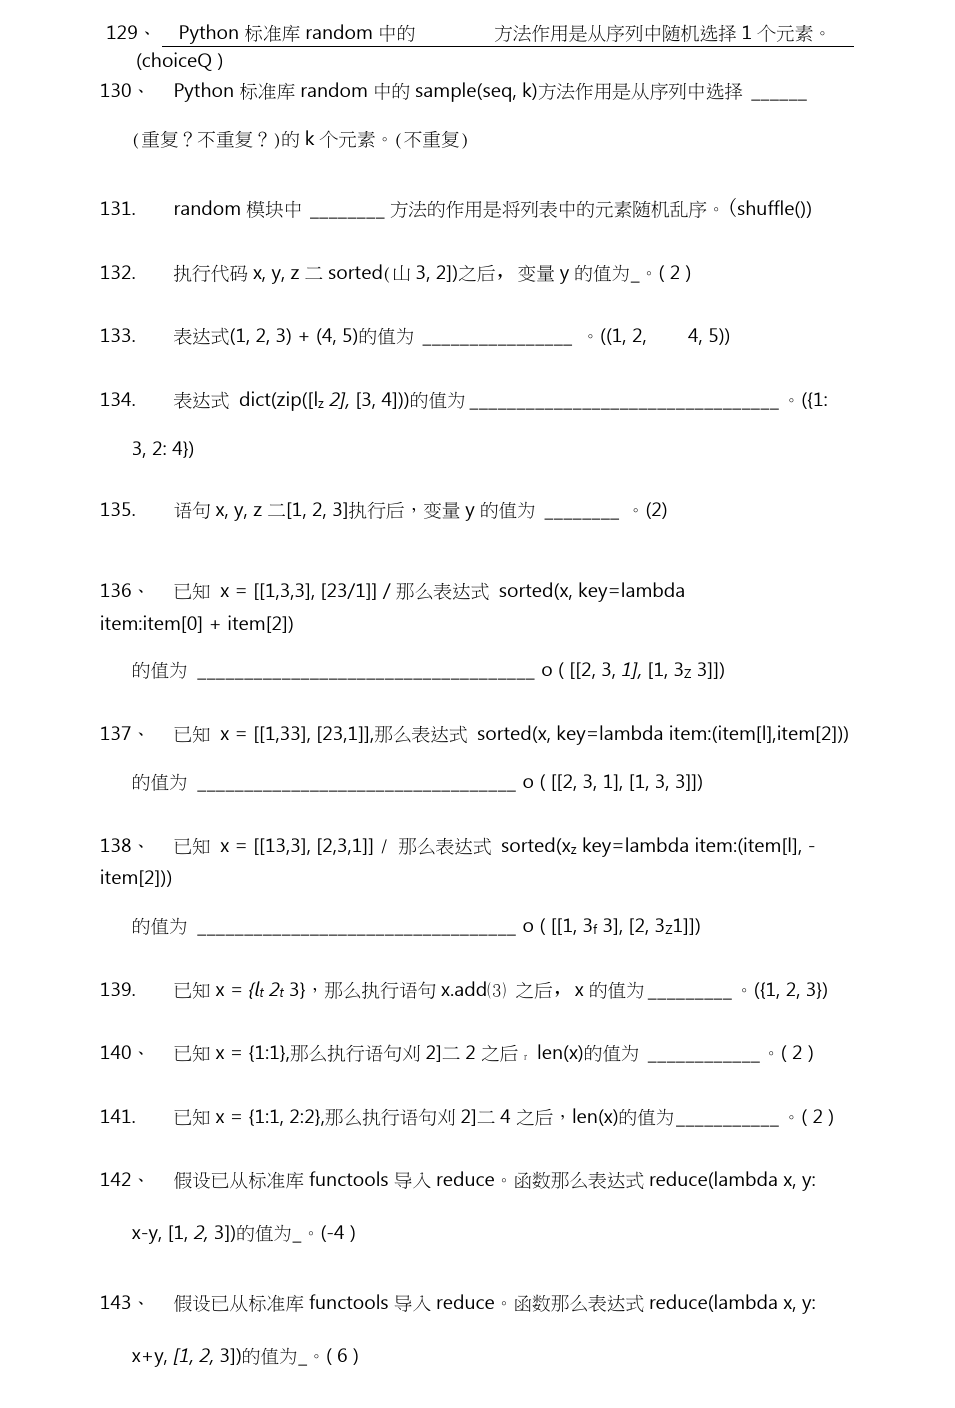 129、 Python 标准库 random 中的________方法作用是从序列中随机选择 1 个元素。
(choiceQ )
130、 Python 标准库 random 中的 sample(seq, k)方法作用是从序列中选择 ______
(重复？不重复？)的 k 个元素。(不重复)
131. random 模块中 ________ 方法的作用是将列表中的元素随机乱序。(shuffle())
132. 执行代码 x, y, z 二 sorted(山 3, 2])之后， 变量 y 的值为_。( 2 )
133. 表达式(1, 2, 3) + (4, 5)的值为 ________________ 。((1, 2, 4, 5))
134. 表达式 dict(zip([lz 2], [3, 4]))的值为 _________________________________ 。({1:
3, 2: 4})
135. 语句 x, y, z 二[1, 2, 3]执行后，变量 y 的值为 ________ 。(2)
136、 已知 x = [[1,3,3], [23/1]] / 那么表达式 sorted(x, key=lambda
item:item[0] + item[2])
的值为 ____________________________________ o ( [[2, 3, 1], [1, 3z 3]])
137、 已知 x = [[1,33], [23,1]],那么表达式 sorted(x, key=lambda item:(item[l],item[2]))
的值为 __________________________________ o ( [[2, 3, 1], [1, 3, 3]])
138、 已知 x = [[13,3], [2,3,1]] / 那么表达式 sorted(xz key=lambda item:(item[l], -
item[2]))
的值为 __________________________________ o ( [[1, 3f 3], [2, 3z1]])
139. 已知 x = {lt 2t 3}，那么执行语句 x.add⑶ 之后， x 的值为 _________ 。({1, 2, 3})
140、 已知 x = {1:1},那么执行语句刈 2]二 2 之后 r len(x)的值为 ____________。( 2 )
141. 已知 x = {1:1, 2:2},那么执行语句刈 2]二 4 之后，len(x)的值为___________ 。( 2 )
142、 假设已从标准库 functools 导入 reduce。函数那么表达式 reduce(lambda x, y:
x-y, [1, 2, 3])的值为_。(-4 )
143、 假设已从标准库 functools 导入 reduce。函数那么表达式 reduce(lambda x, y:
x+y, [1, 2, 3])的值为_。( 6 )